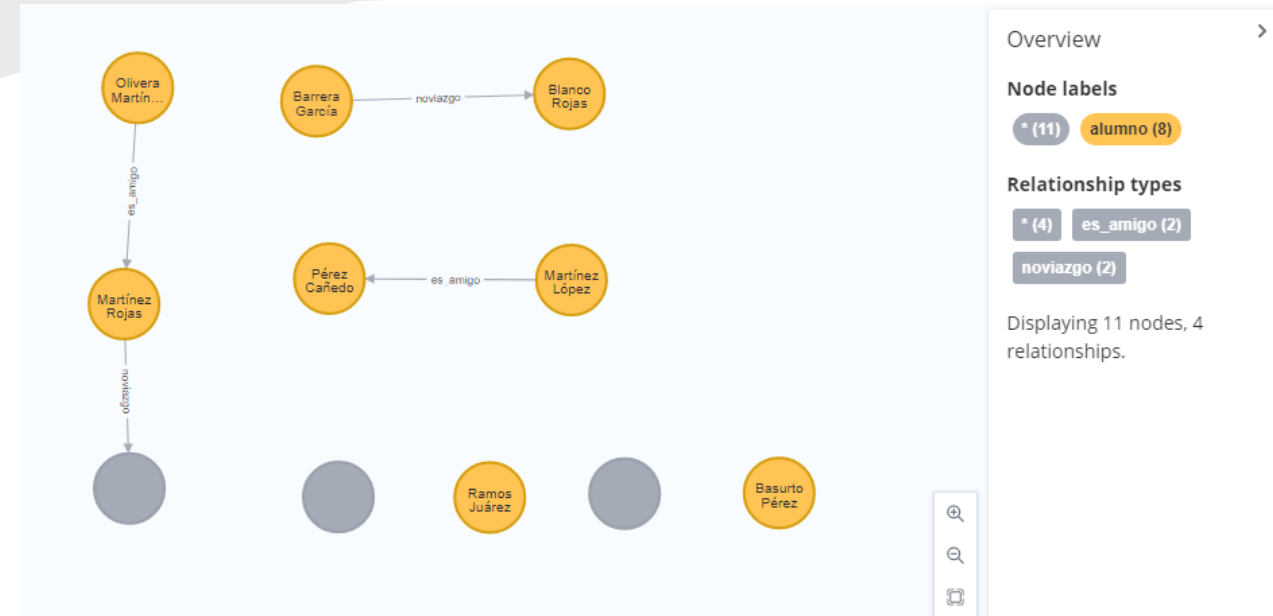 Olivera
Martín...
Barrera
García
noviazgo
Blanco
Rojas
es_amigo
Pérez
Cañedo
es_amigo
Martínez
López
Martínez
Rojas
noviazgo
Ramos
Juárez
Basurto
Pérez
Overview
Node labels
* (11) alumno (8)
Relationship types
* (4) es_amigo (2)
noviazgo (2)
Displaying 11 nodes, 4
relationships.